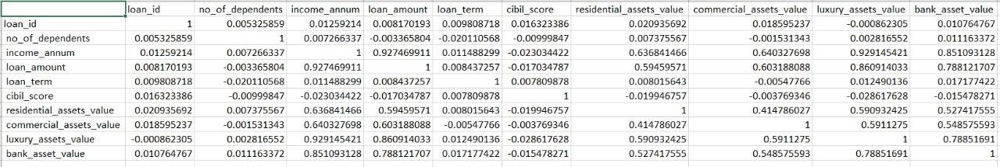 loan_id no_of_dependents income_annum loan_amount loan_term cibil_score residential_assets_value commercial_assets_value luxury_assets_value bank_asset_value
loan_id 1 0.005325859 0.01259214 0.008170193 0.009808718 0.016323386 0.020935692 0.018595237 -0.000862305 0.010764767
no_of_dependents 0.005325859 1 0.007266337 -0.003365804 -0.020110568 -0.00999847 0.007375567 -0.001531343 0.002816552 0.011163372
income_annum 0.01259214 0.007266337 1 0.927469911 0.011488299 -0.023034422 0.636841466 0.640327698 0.929145421 0.851093128
loan_amount 0.008170193 -0.003365804 0.927469911 1 0.008437257 -0.017034787 0.59459571 0.603188088 0.860914033 0.788121707
loan_term 0.009808718 -0.020110568 0.011488299 0.008437257 1 0.007809878 0.008015643 -0.00547766 0.012490136 0.017177422
cibil_score 0.016323386 -0.00999847 -0.023034422 -0.017034787 0.007809878 1 -0.019946757 -0.003769346 -0.028617628 -0.015478271
residential_assets_value 0.020935692 0.007375567 0.636841466 0.59459571 0.008015643 -0.019946757 1 0.414786027 0.590932425 0.527417555
commercial_assets_value 0.018595237 -0.001531343 0.640327698 0.603188088 -0.00547766 -0.003769346 0.414786027 1 0.5911275 0.548575593
luxury_assets_value -0.000862305 0.002816552 0.929145421 0.860914033 0.012490136 -0.028617628 0.590932425 0.5911275 1 0.78851691
bank_asset_value 0.010764767 0.011163372 0.851093128 0.788121707 0.017177422 -0.015478271 0.527417555 0.548575593 0.78851691 1